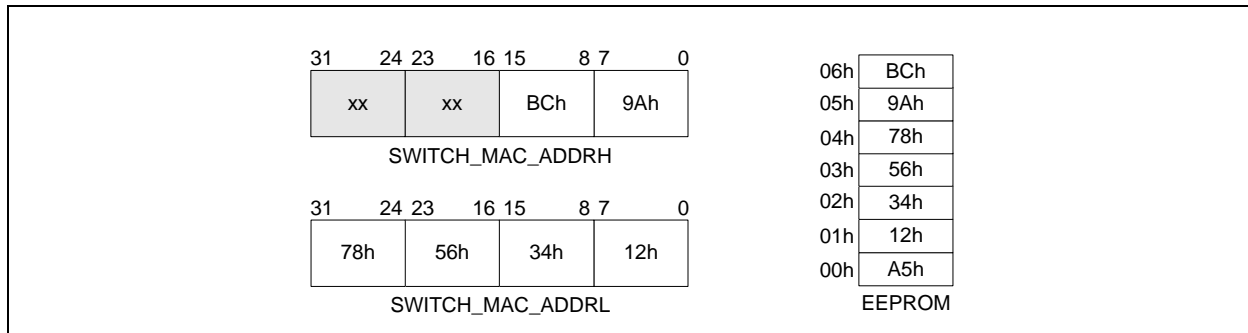 31 24 23 16 15 8 7 0
xx xx BCh 9Ah
SWITCH_MAC_ADDRH
31 24 23 16 15 8 7 0
78h 56h 34h 12h
SWITCH_MAC_ADDRL
06h BCh
05h 9Ah
04h 78h
03h 56h
02h 34h
01h 12h
00h A5h
EEPROM